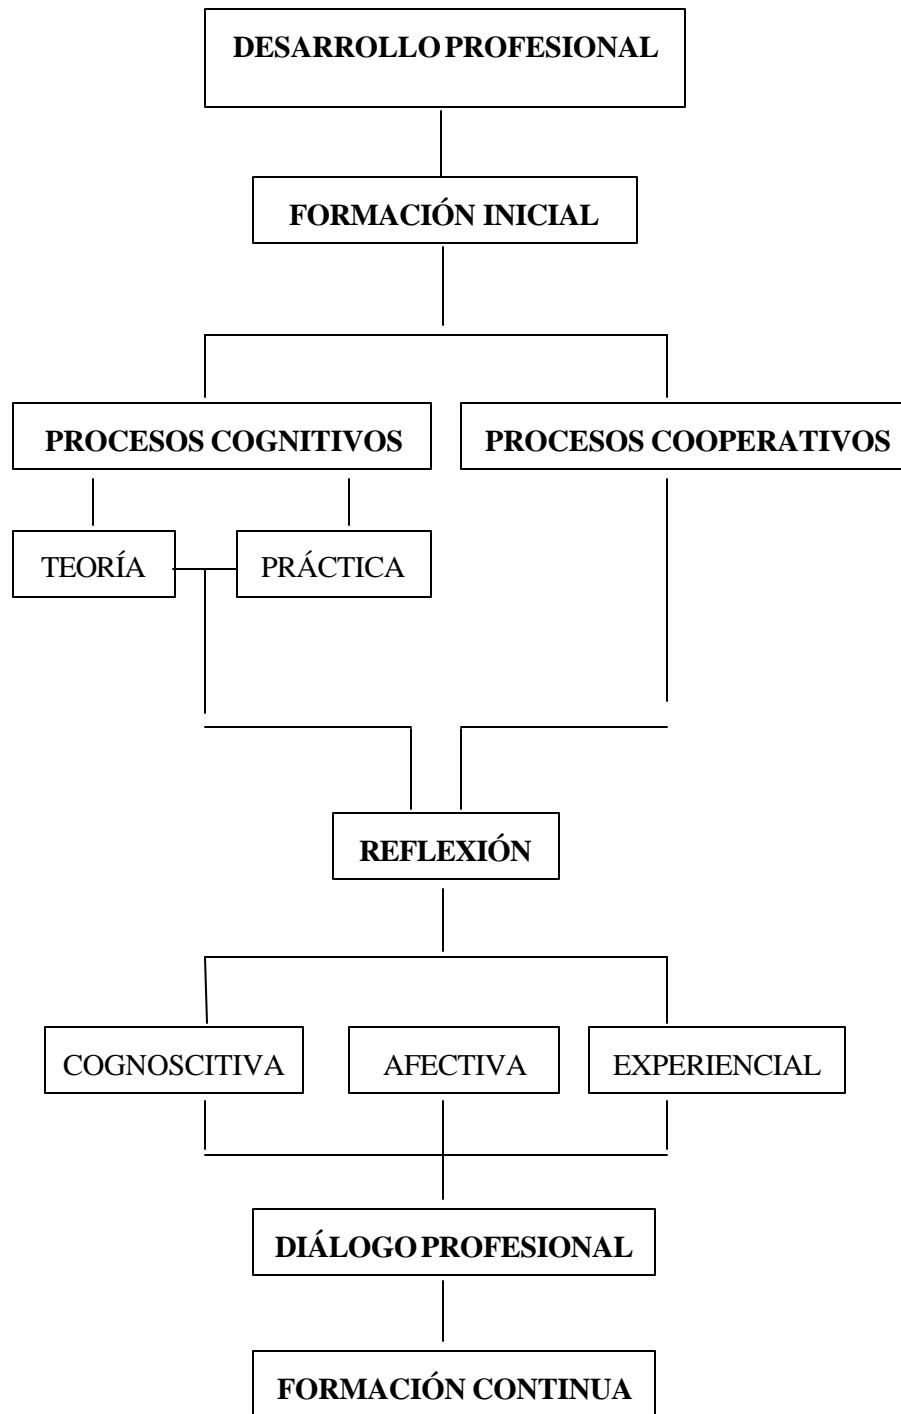 DESARROLLO PROFESIONAL
FORMACIÓN INICIAL
PROCESOS COGNITIVOS
PROCESOS COOPERATIVOS
TEORÍA
PRÁCTICA
REFLEXIÓN
COGNOSCITIVA
AFECTIVA
EXPERIENCIAL
DIÁLOGO PROFESIONAL
FORMACIÓN CONTINUA